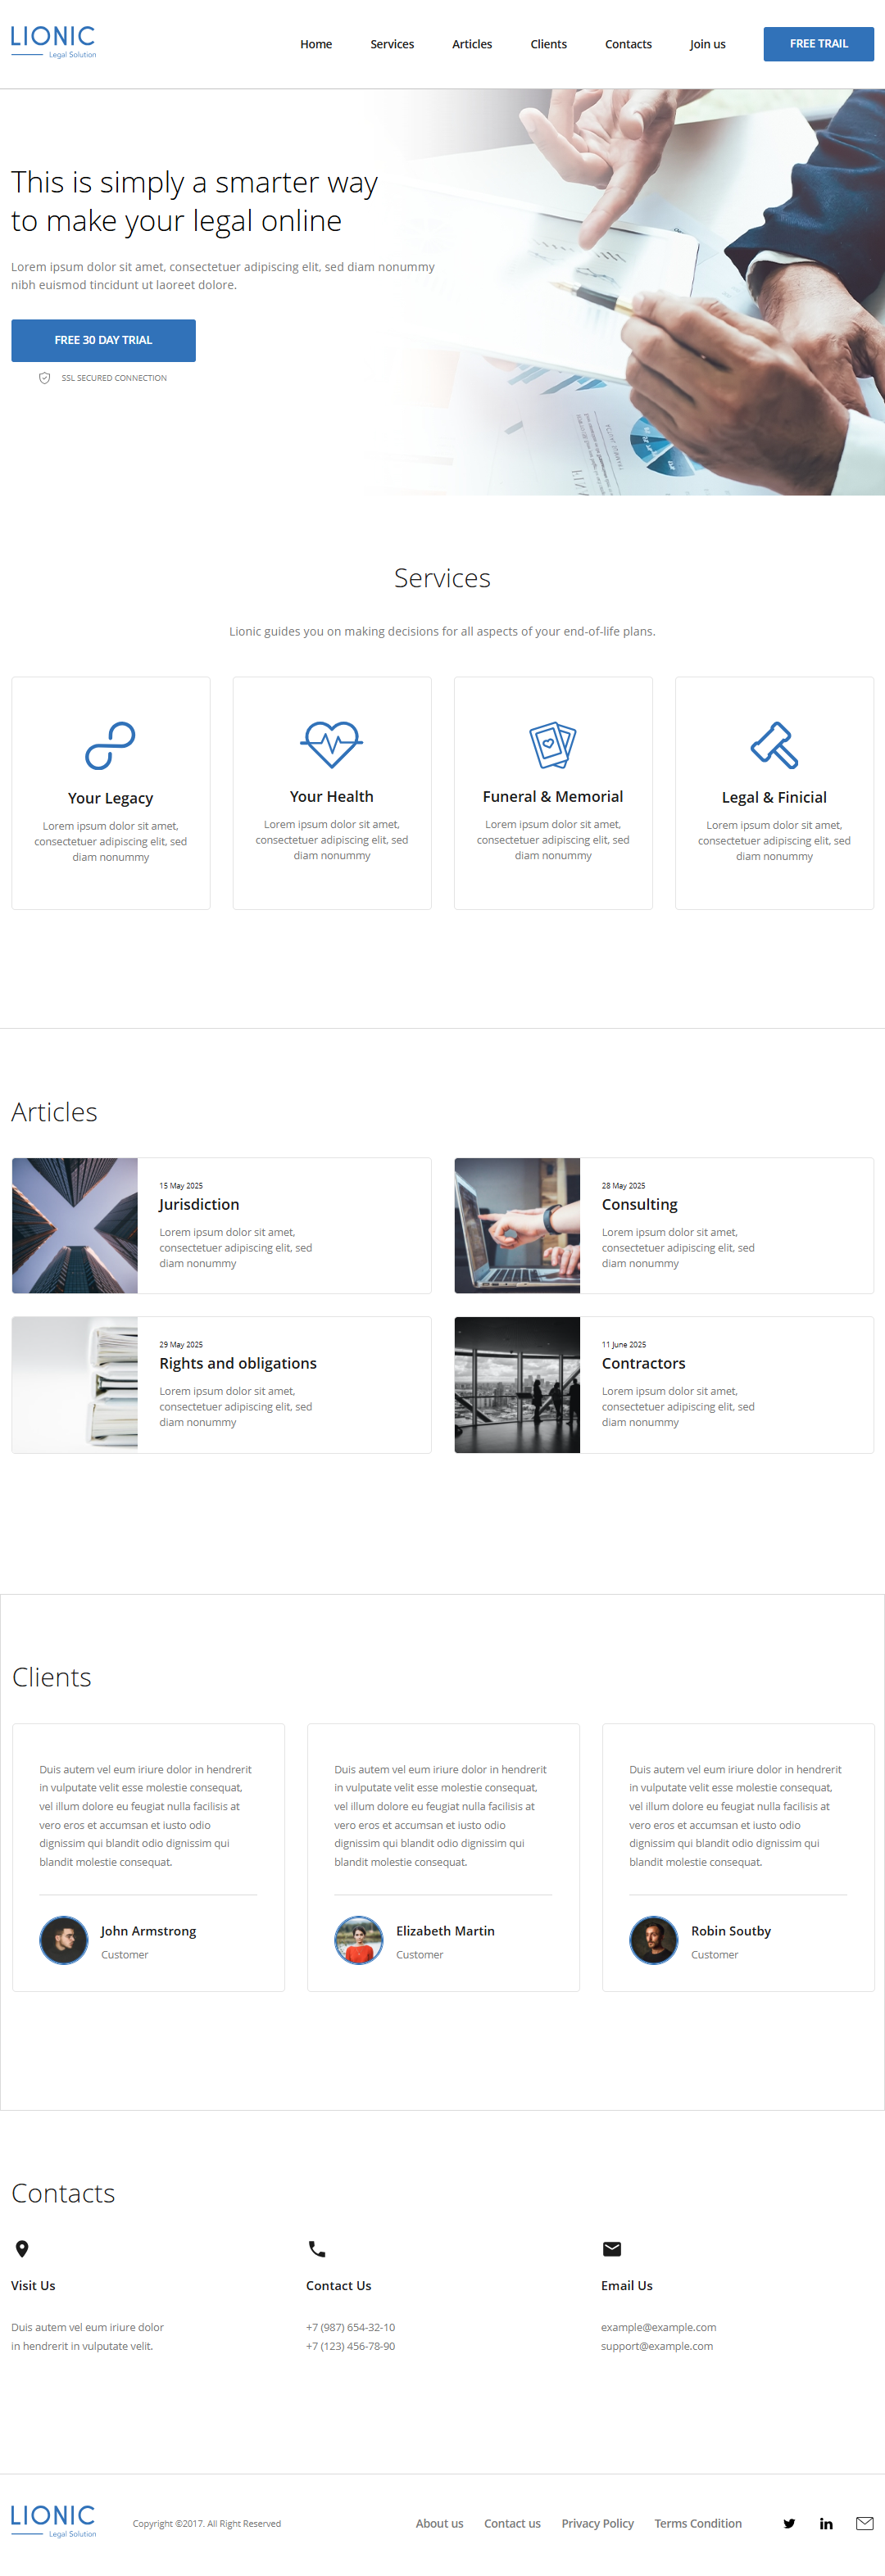 LIONIC
Legal Solution
Home
Services
Articles
Clients
Contacts
Join us
FREE TRAIL
This is simply a smarter way
to make your legal online
Lorem ipsum dolor sit amet, consectetuer adipiscing elit, sed diam nonummy
nibh euismod tincidunt ut laoreet dolore.
FREE 30 DAY TRIAL
SSL SECURED CONNECTION
Services
Lionic guides you on making decisions for all aspects of your end-of-life plans.
Your Legacy
Lorem ipsum dolor sit amet,
consectetuer adipiscing elit, sed
diam nonummy
Your Health
Lorem ipsum dolor sit amet,
consectetuer adipiscing elit, sed
diam nonummy
Funeral & Memorial
Lorem ipsum dolor sit amet,
consectetuer adipiscing elit, sed
diam nonummy
Legal & Finicial
Lorem ipsum dolor sit amet,
consectetuer adipiscing elit, sed
diam nonummy
Articles
15 May 2025
Jurisdiction
Lorem ipsum dolor sit amet,
consectetuer adipiscing elit, sed
diam nonummy
28 May 2025
Consulting
Lorem ipsum dolor sit amet,
consectetuer adipiscing elit, sed
diam nonummy
29 May 2025
Rights and obligations
Lorem ipsum dolor sit amet,
consectetuer adipiscing elit, sed
diam nonummy
11 June 2025
Contractors
Lorem ipsum dolor sit amet,
consectetuer adipiscing elit, sed
diam nonummy
Clients
Duis autem vel eum iriure dolor in hendrerit
in vulputate velit esse molestie consequat,
vel illum dolore eu feugiat nulla facilisis at
vero eros et accumsan et iusto odio
dignissim qui blandit odio dignissim qui
blandit molestie consequat.
John Armstrong
Customer
Duis autem vel eum iriure dolor in hendrerit
in vulputate velit esse molestie consequat,
vel illum dolore eu feugiat nulla facilisis at
vero eros et accumsan et iusto odio
dignissim qui blandit odio dignissim qui
blandit molestie consequat.
Elizabeth Martin
Customer
Duis autem vel eum iriure dolor in hendrerit
in vulputate velit esse molestie consequat,
vel illum dolore eu feugiat nulla facilisis at
vero eros et accumsan et iusto odio
dignissim qui blandit odio dignissim qui
blandit molestie consequat.
Robin Soutby
Customer
Contacts
Visit Us
Duis autem vel eum iriure dolor
in hendrerit in vulputate velit.
Contact Us
+7 (987) 654-32-10
+7 (123) 456-78-90
Email Us
example@example.com
support@example.com
LIONIC
Legal Solution
Copyright ©2017. All Right Reserved
About us
Contact us
Privacy Policy
Terms Condition